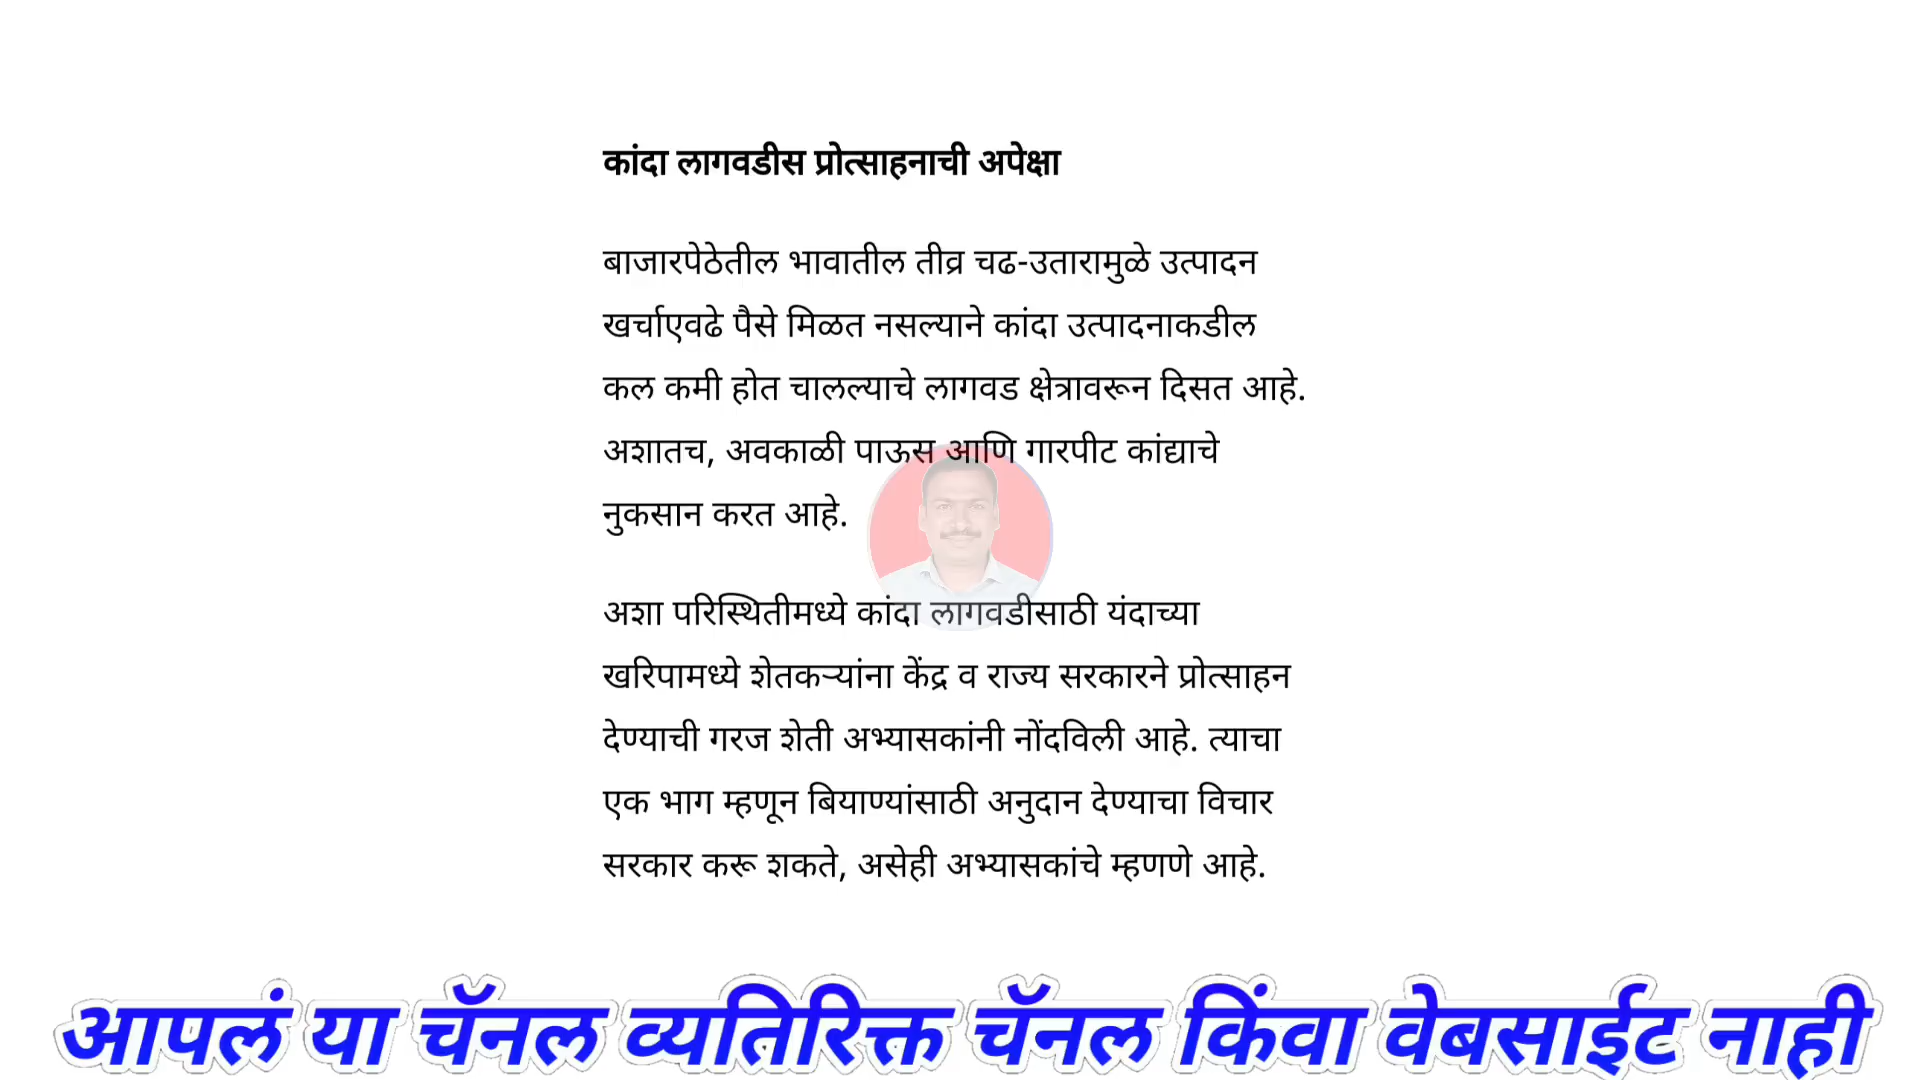 कांदा लागवडीस प्रोत्साहनाची अपेक्षा
बाजारपेठेतील भावातील तीव्र चढ-उतारामुळे उत्पादन
खर्चाएवढे पैसे मिळत नसल्याने कांदा उत्पादनाकडील
कल कमी होत चालल्याचे लागवड क्षेत्रावरून दिसत आहे.
अशातच, अवकाळी पाऊस आणि गारपीट कांद्याचे
नुकसान करत आहे.
अशा परिस्थितीमध्ये कांदा लागवडीसाठी यंदाच्या
खरिपामध्ये शेतकऱ्यांना केंद्र व राज्य सरकारने प्रोत्साहन
देण्याची गरज शेती अभ्यासकांनी नोंदविली आहे. त्याचा
एक भाग म्हणून बियाण्यांसाठी अनुदान देण्याचा विचार
सरकार करू शकते, असेही अभ्यासकांचे म्हणणे आहे.
आपलं या चॅनल व्यतिरिक्त चॅनल किंवा वेबसाईट नाही